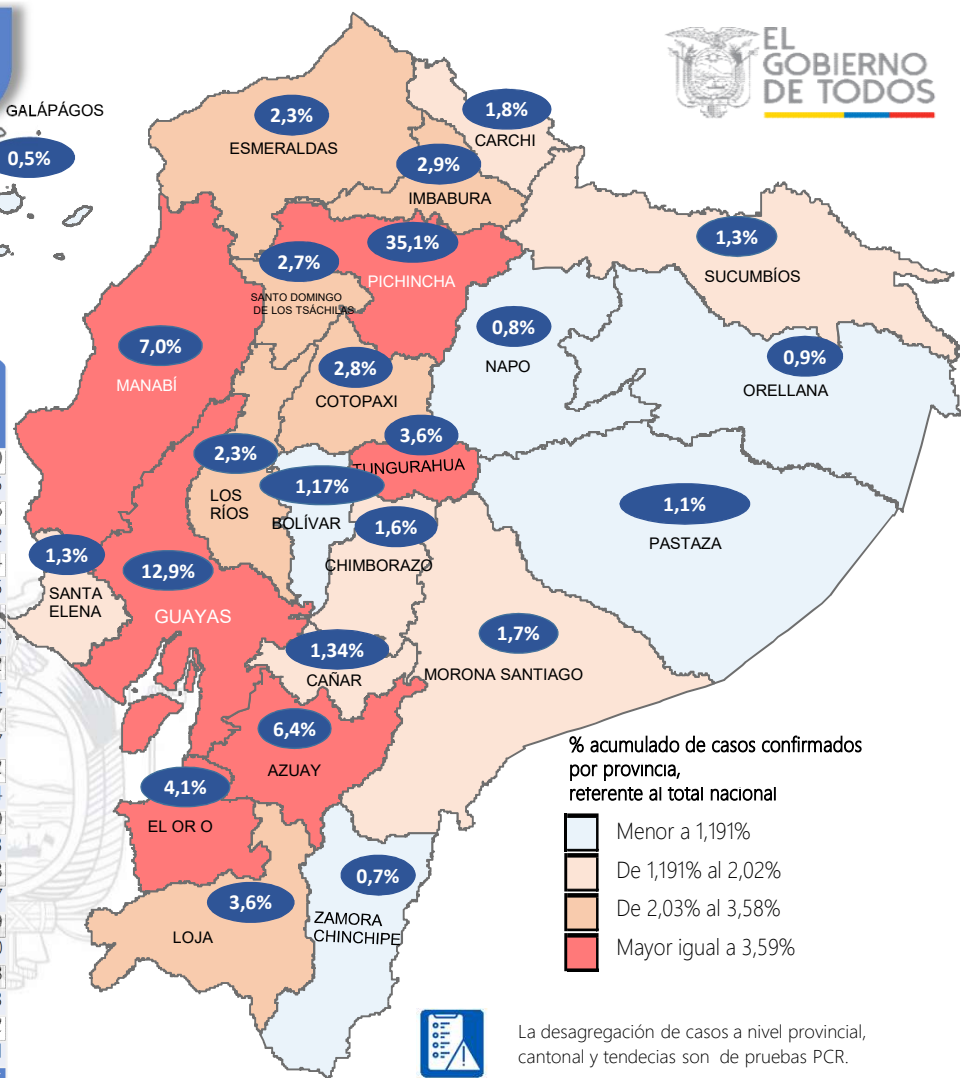 EL
GOBIERNO
DE TODOS
GALÁPÁGOS
0,5%
2,3%
ESMERALDAS
1,8%
CARCHI
2,9%
IMBABURA
35,1%
PICHINCHA
1,3%
SUCUMBÍOS
2,7%
SANTO DOMINGO
DE LOS TSÁCHILAS
0,8%
NAPO
0,9%
ORELLANA
7,0%
MANABÍ
2,8%
COTOPAXI
3,6%
TUNGURAHUA
2,3%
LOS
RÍOS
1,17%
BOLÍVAR
1,6%
CHIMBORAZO
1,1%
PASTAZA
1,3%
SANTA
ELENA
12,9%
GUAYAS
1,34%
CAÑAR
1,7%
MORONA SANTIAGO
6,4%
AZUAY
4,1%
EL OR O
3,6%
LOJA
0,7%
ZAMORA
CHINCHIPE
% acumulado de casos confirmados
por provincia,
referente al total nacional
Menor a 1,191%
De 1,191% al 2,02%
De 2,03% al 3,58%
Mayor igual a 3,59%
La desagregación de casos a nivel provincial,
cantonal y tendecias son de pruebas PCR.